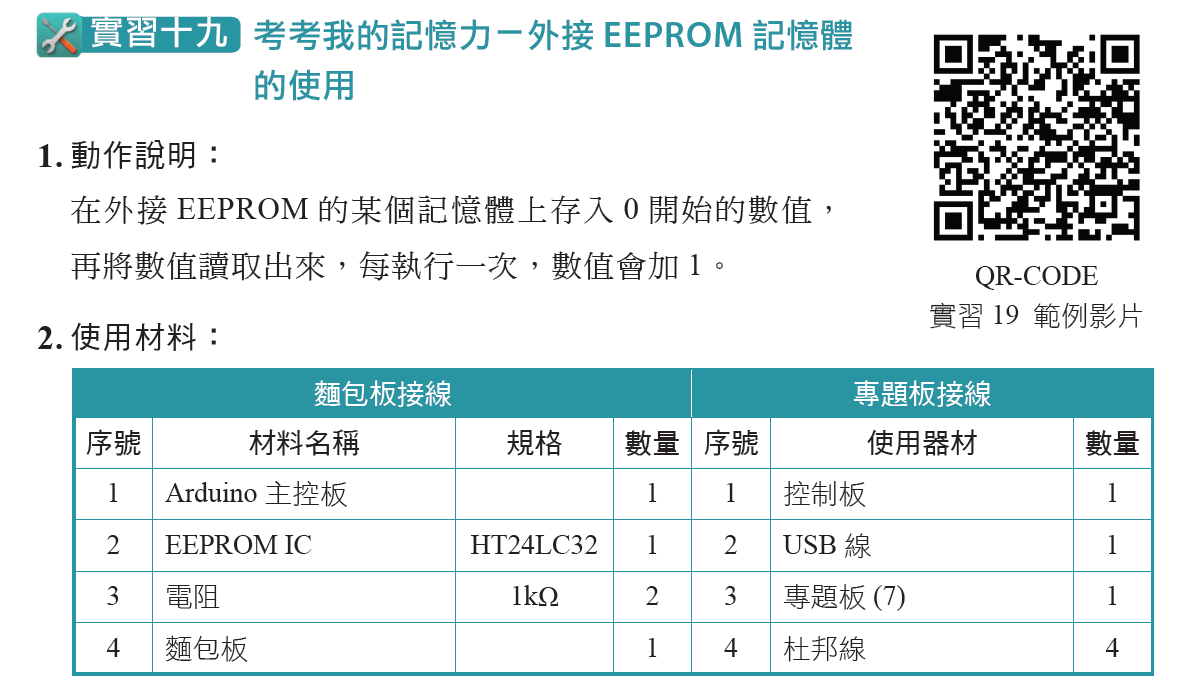 實習十九 考考我的記憶力－外接 EEPROM 記憶體
的使用
1. 動作說明：
在外接 EEPROM 的某個記憶體上存入 0 開始的數值，
再將數值讀取出來，每執行一次，數值會加 1。
QR-CODE
實習 19 範例影片
2. 使用材料：
麵包板接線 專題板接線
序號 材料名稱 規格 數量 序號 使用器材 數量
1 Arduino 主控板 1 1 控制板 1
2 EEPROM IC HT24LC32 1 2 USB 線 1
3 電阻 1kΩ 2 3 專題板 (7) 1
4 麵包板 1 4 杜邦線 4